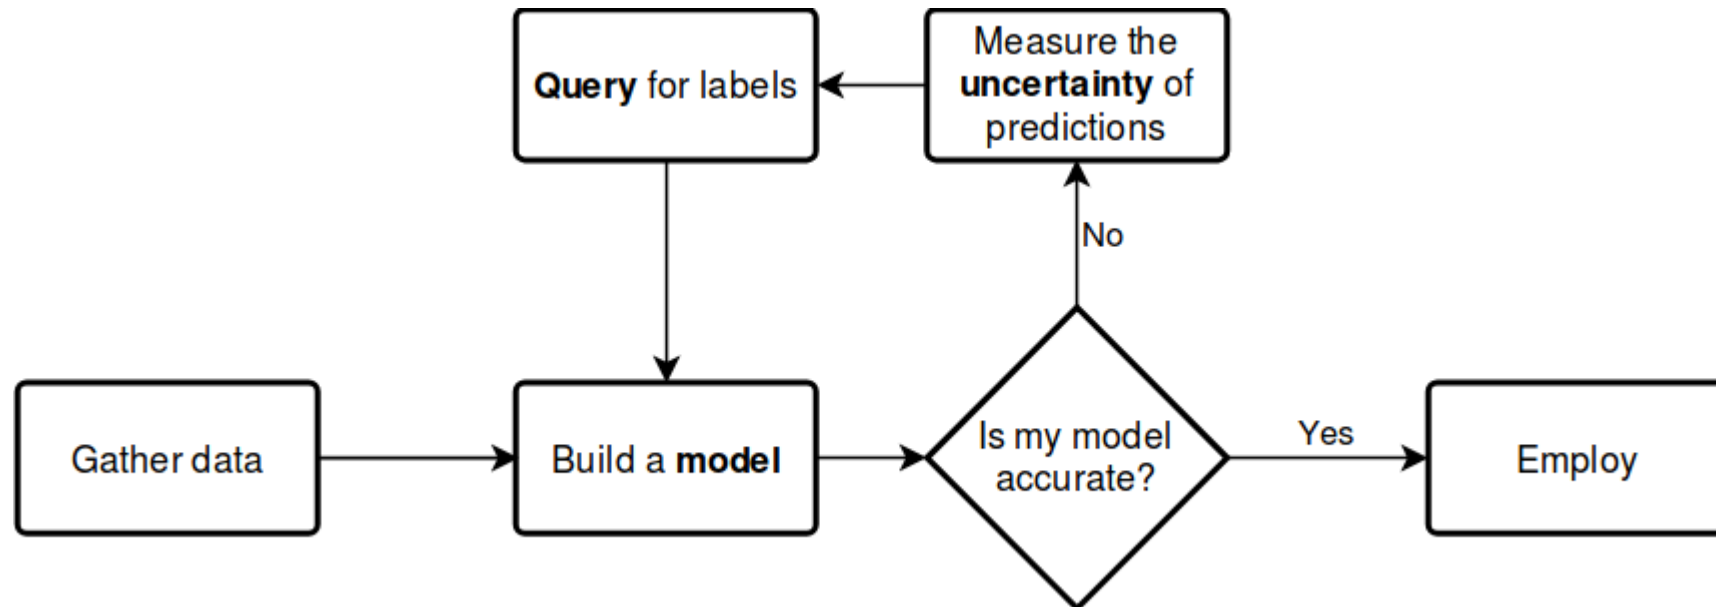 Query for labels
Measure the
uncertainty of
predictions
No
Gather data
Build a model
Is my model
accurate?
Yes
Employ